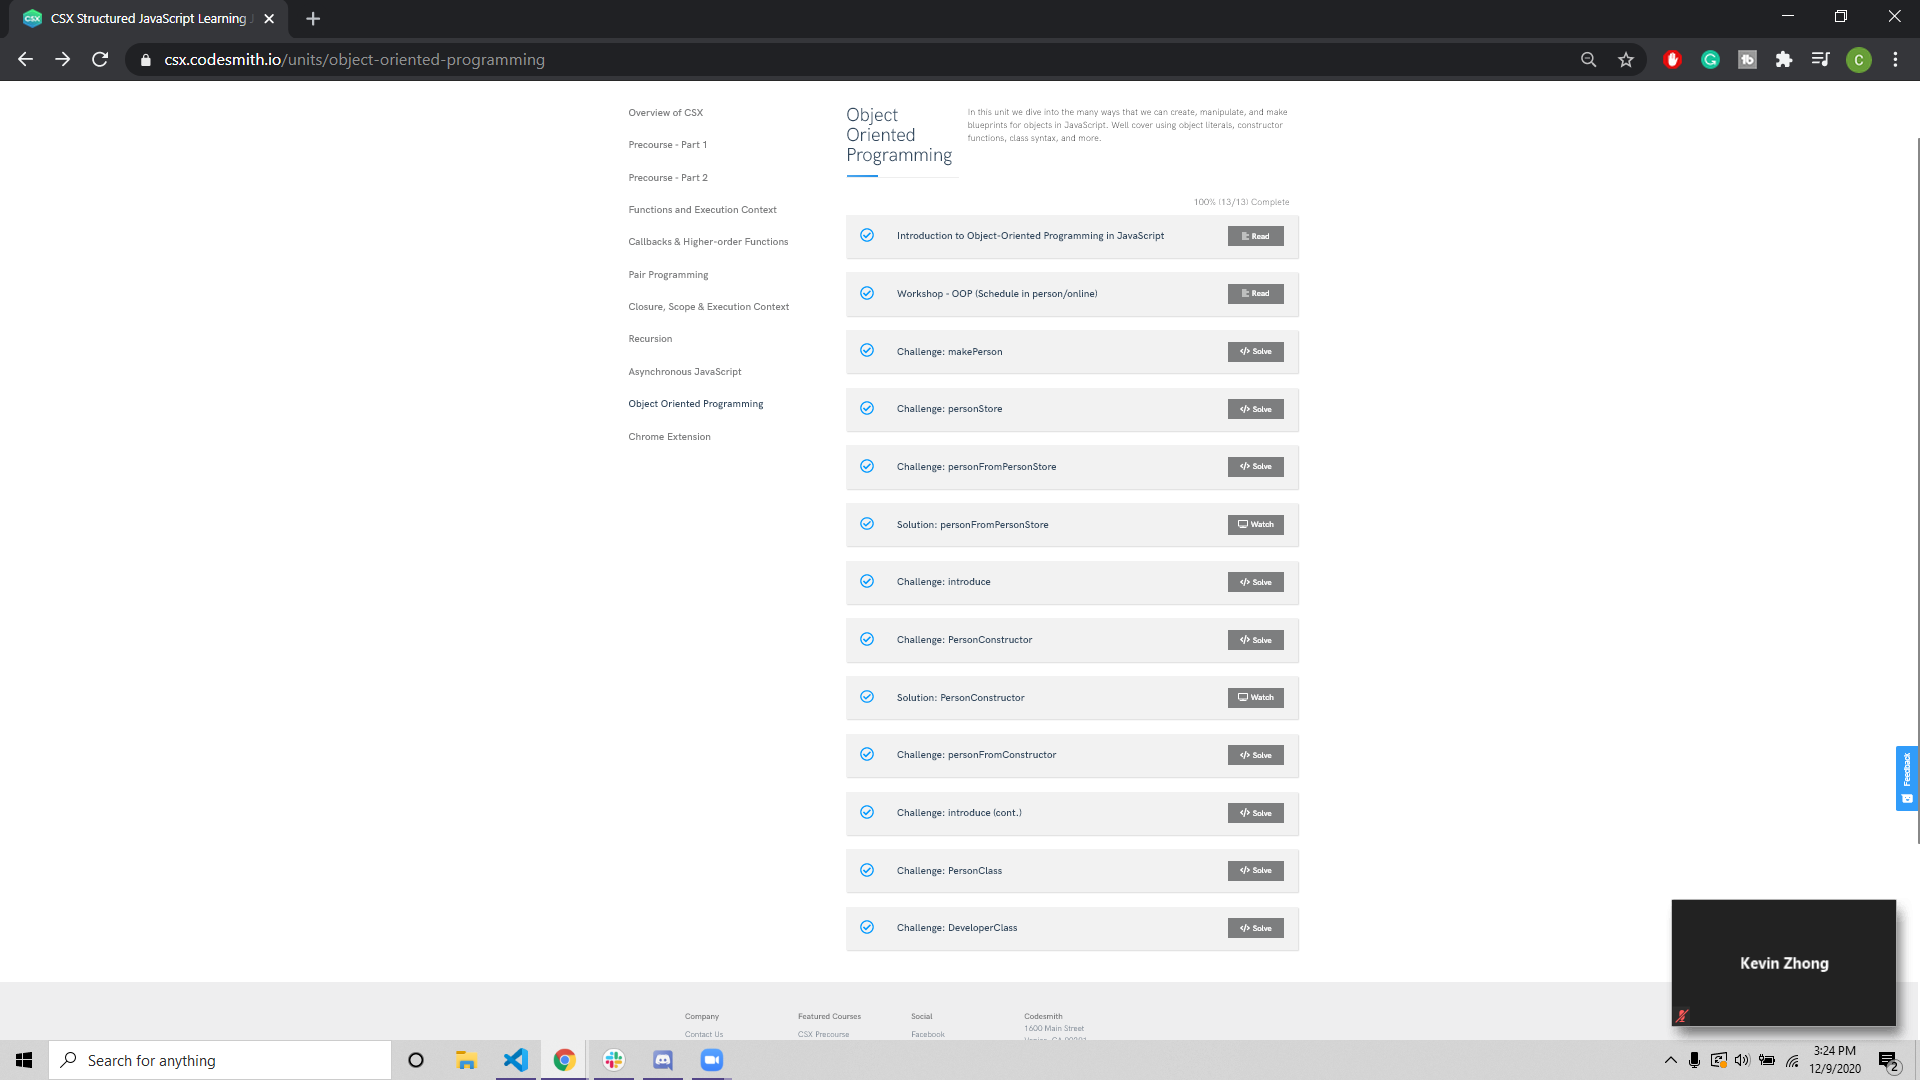 CSX Structured JavaScript Learning
csx.codesmith.io/units/object-oriented-programming
C
Overview of CSX
Precourse - Part 1
Precourse - Part 2
Functions and Execution Context
Callbacks & Higher-order Functions
Pair Programming
Closure, Scope & Execution Context
Recursion
Asynchronous JavaScript
Object Oriented Programming
Chrome Extension
Object
Oriented
Programming
In this unit we dive into the many ways that we can create, manipulate, and make
blueprints for objects in JavaScript. Well cover using object literals, constructor
functions, class syntax, and more.
100% (13/13) Complete
Introduction to Object-Oriented Programming in JavaScript Read
Workshop - OOP (Schedule in person/online) Read
Challenge: makePerson </> Solve
Challenge: personStore </> Solve
Challenge: personFromPersonStore </> Solve
Solution: personFromPersonStore Watch
Challenge: introduce </> Solve
Challenge: PersonConstructor </> Solve
Solution: PersonConstructor Watch
Challenge: personFromConstructor </> Solve
Challenge: introduce (cont.) </> Solve
Challenge: PersonClass </> Solve
Challenge: DeveloperClass </> Solve
Feedback
Kevin Zhong
Company Featured Courses Social Codesmith
1600 Main Street
Contact Us CSX Precourse Facebook
Search for anything
3:24 PM
12/9/2020
2